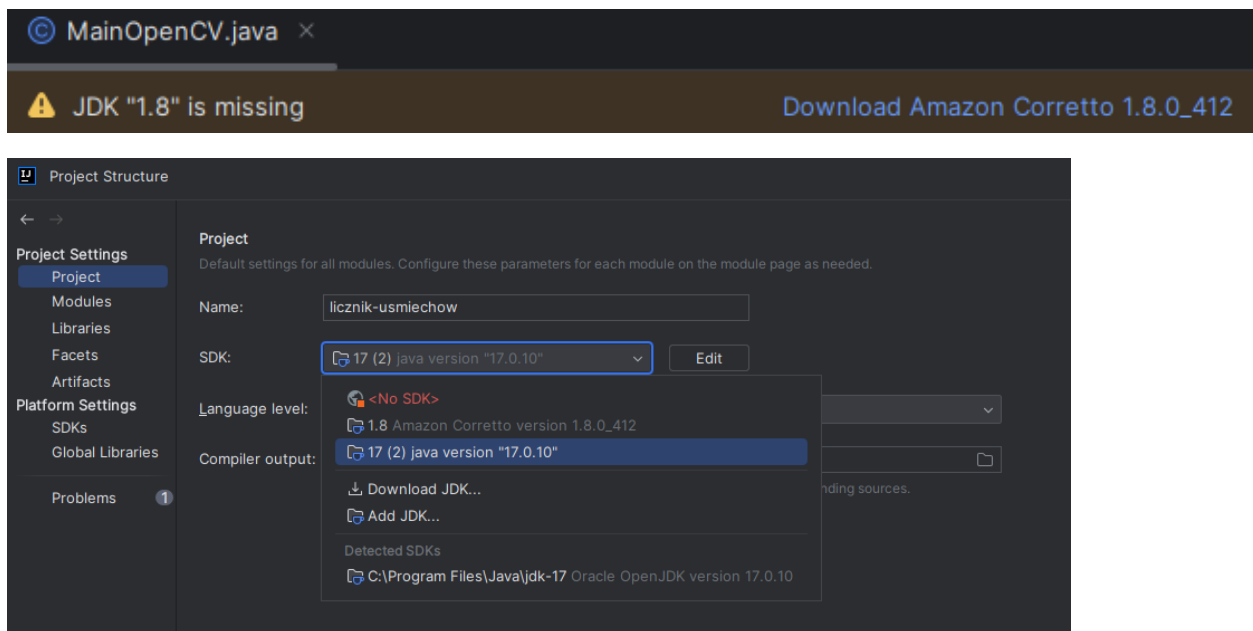 MainOpenCV.java
JDK "1.8" is missing Download Amazon Corretto 1.8.0_412
Project Structure
Project Settings
Project
Modules
Libraries
Facets
Artifacts
Platform Settings
SDKs
Global Libraries
Problems 1
Project
Default settings for all modules. Configure these parameters for each module on the module page as needed.
Name: licznik-usmiechow
SDK: 17 (2) java version "17.0.10" Edit
<No SDK>
Language level:
1.8 Amazon Corretto version 1.8.0_412
17 (2) java version "17.0.10"
Compiler output:
Download JDK...
nding sources.
Add JDK...
Detected SDKs
C:\Program Files\Java\jdk-17 Oracle OpenJDK version 17.0.10